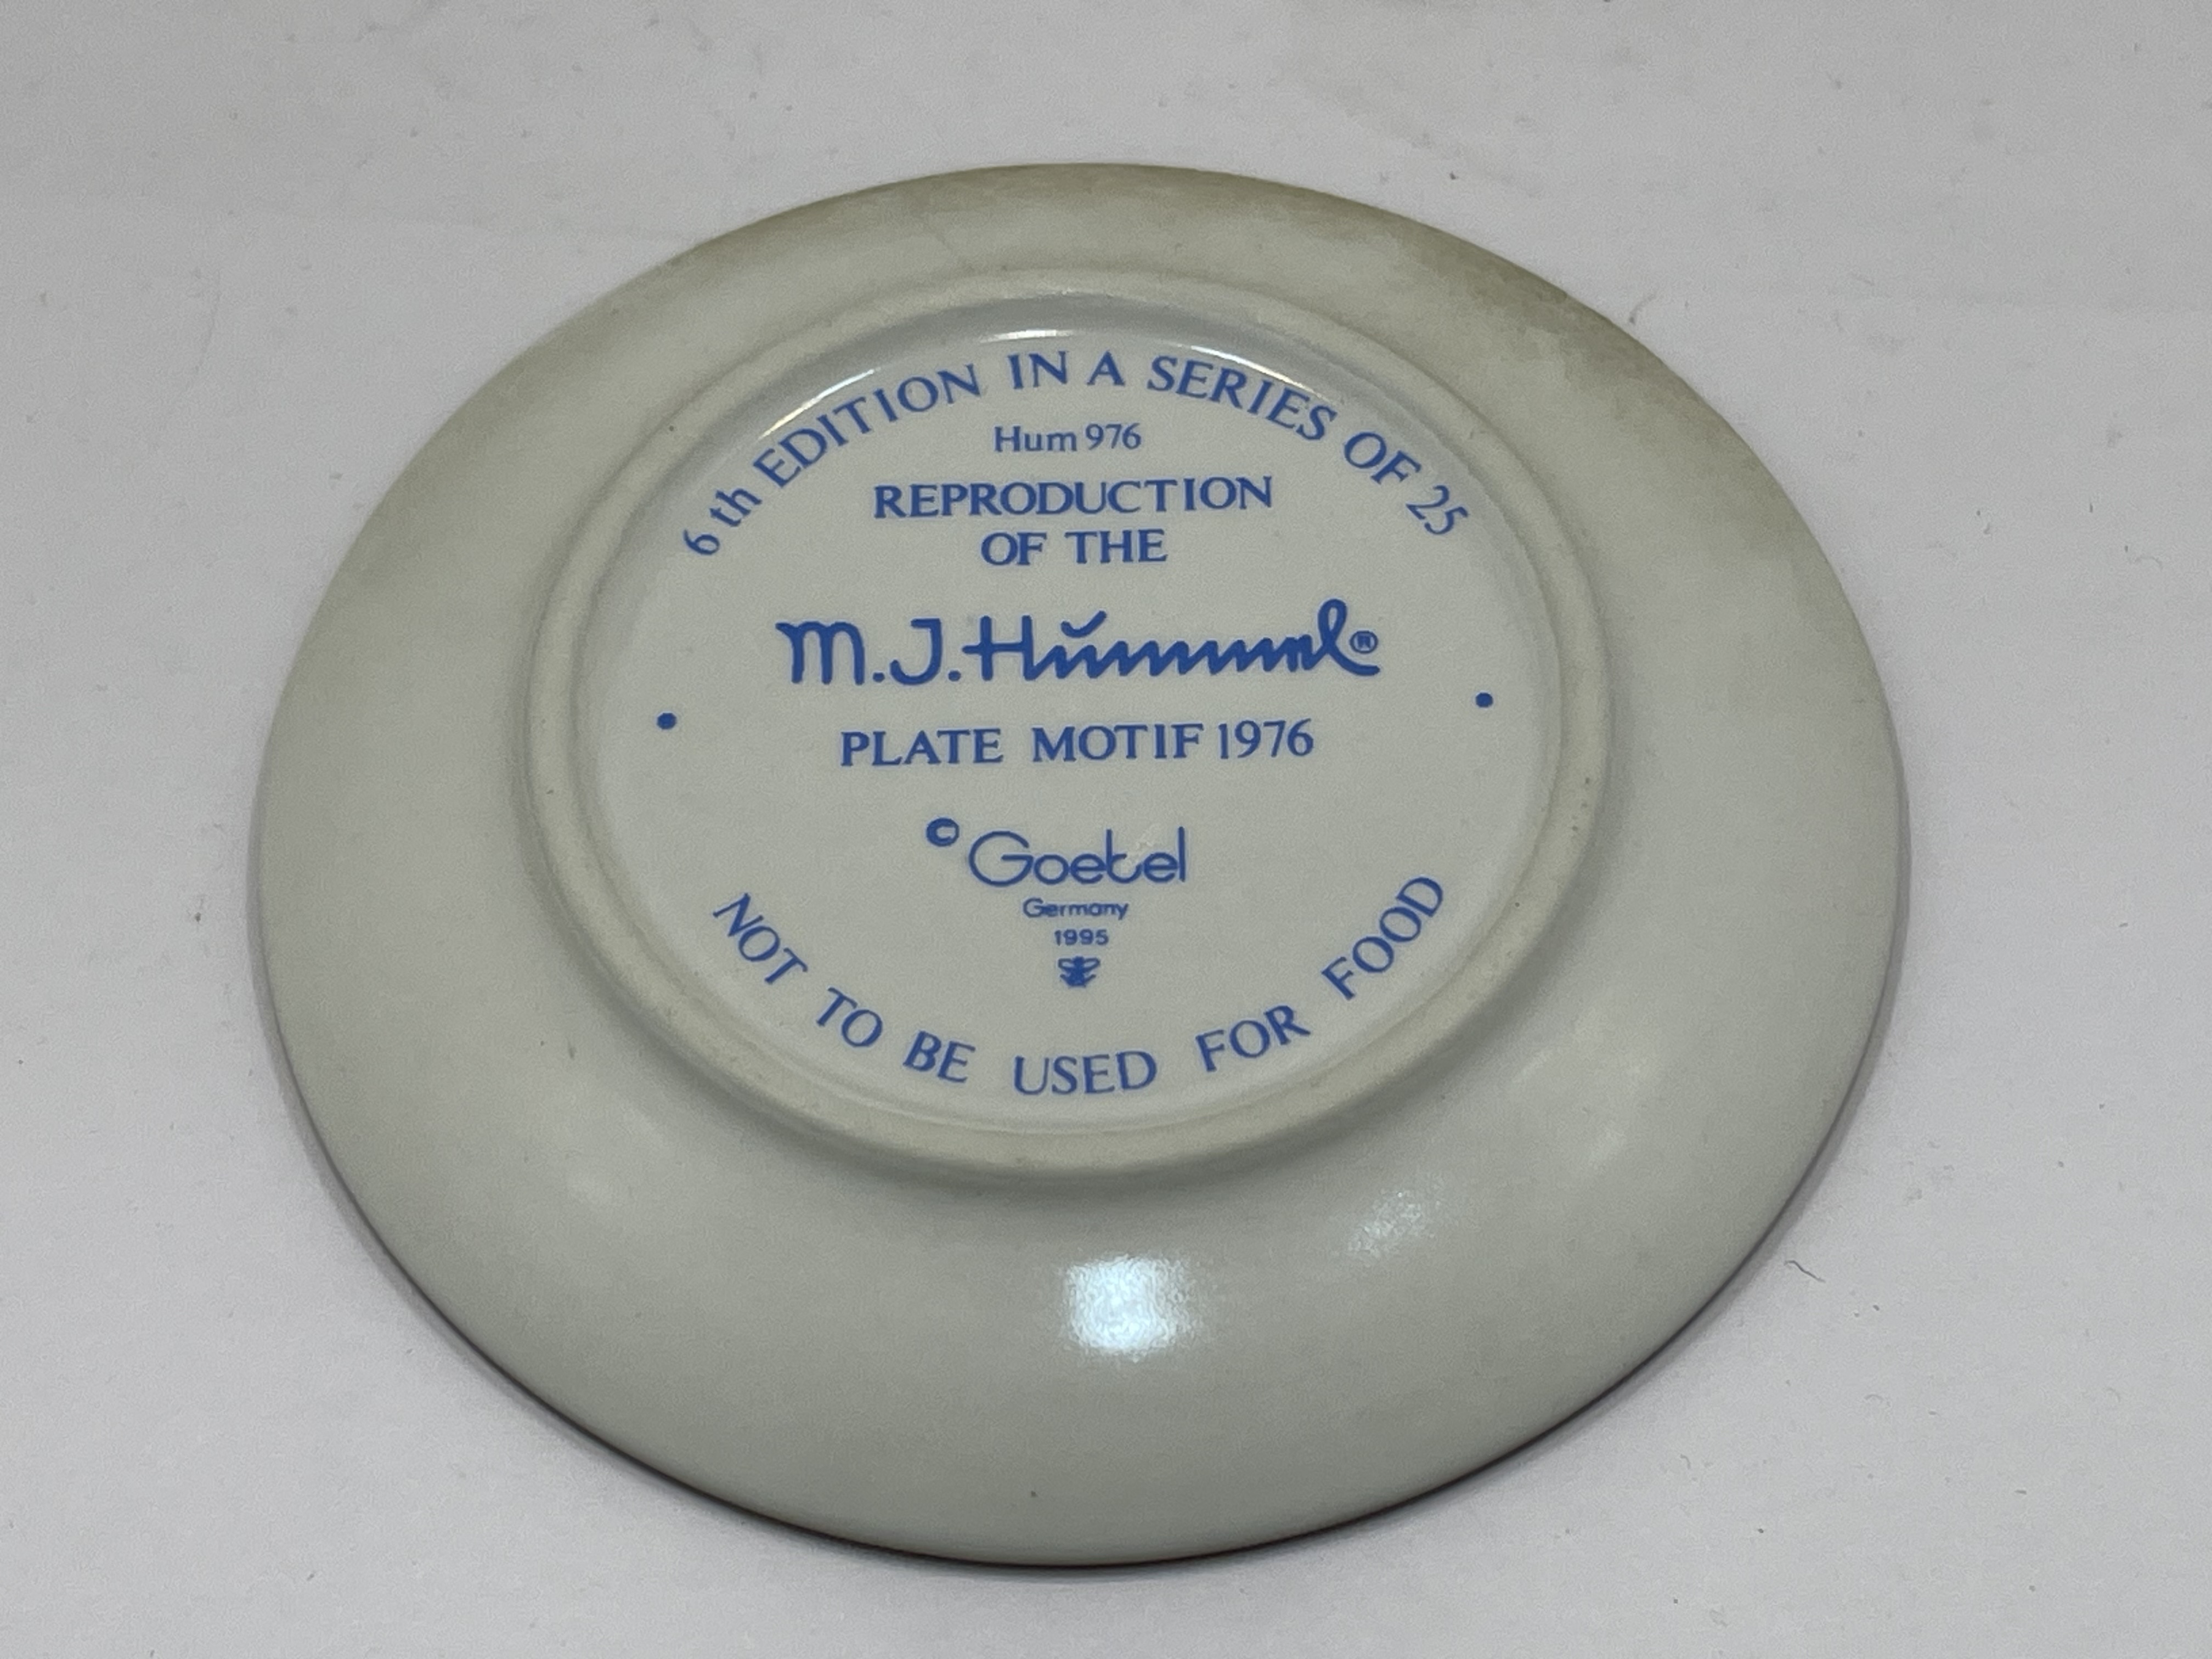 6th EDITION IN A SERIES OF 25
Hum 976
REPRODUCTION
OF THE
M.J.Hummel®
PLATE MOTIF 1976
© Goebel
Germany
1995
NOT TO BE USED FOR FOOD